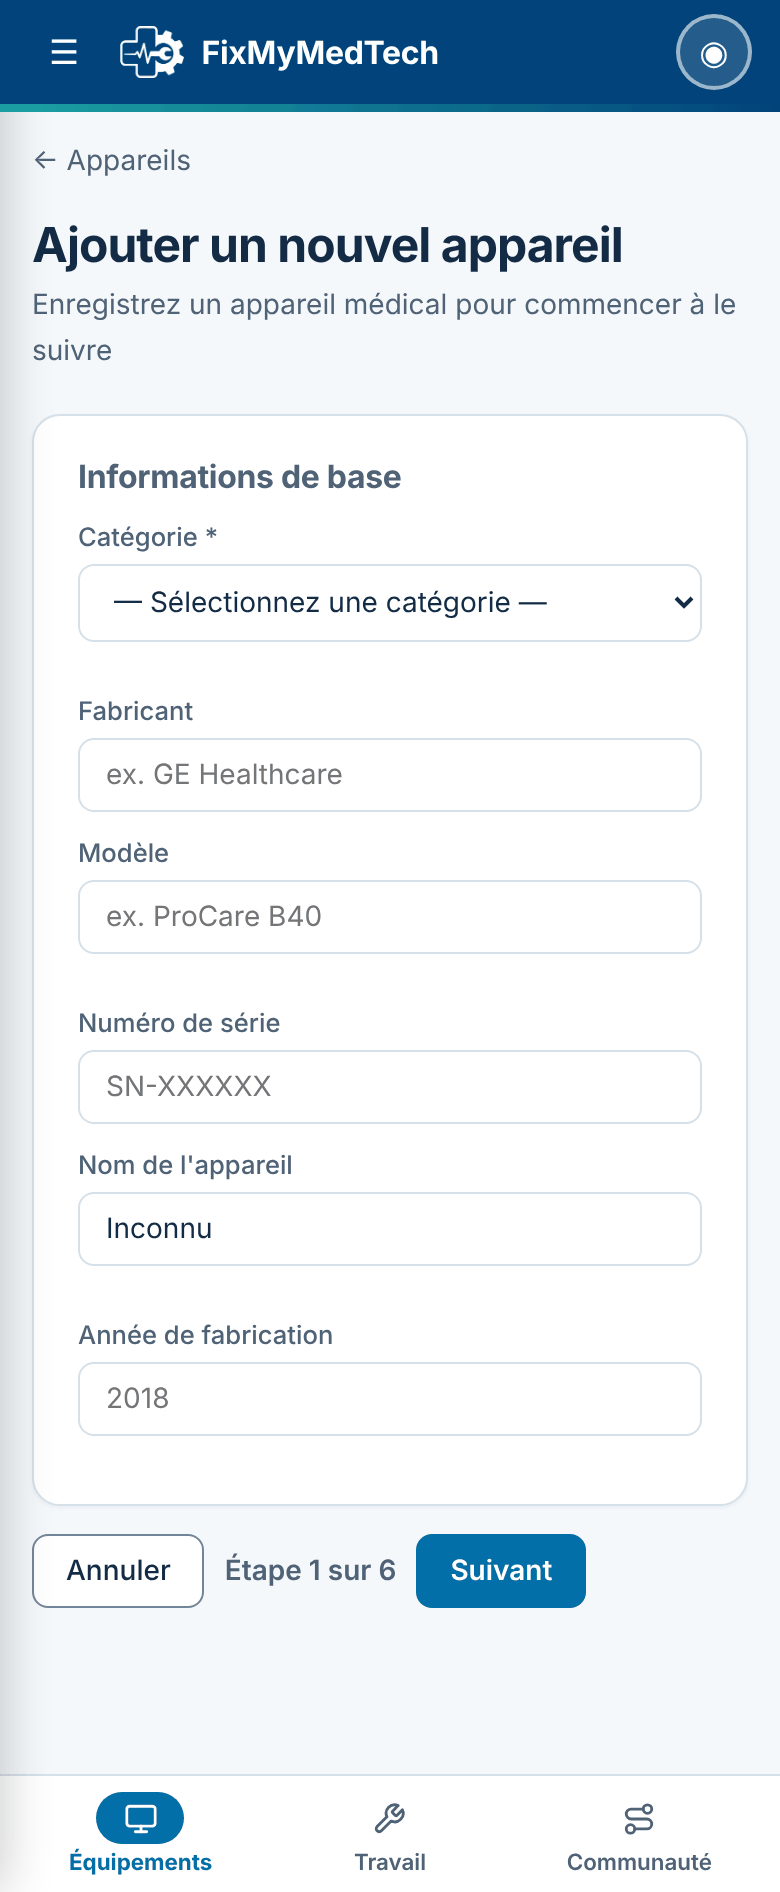 FixMyMedTech
← Appareils
Ajouter un nouvel appareil
Enregistrez un appareil médical pour commencer à le
suivre
Informations de base
Catégorie *
— Sélectionnez une catégorie —
Fabricant
ex. GE Healthcare
Modèle
ex. ProCare B40
Numéro de série
SN-XXXXXX
Nom de l'appareil
Inconnu
Année de fabrication
2018
Annuler Étape 1 sur 6 Suivant
Équipements Travail Communauté